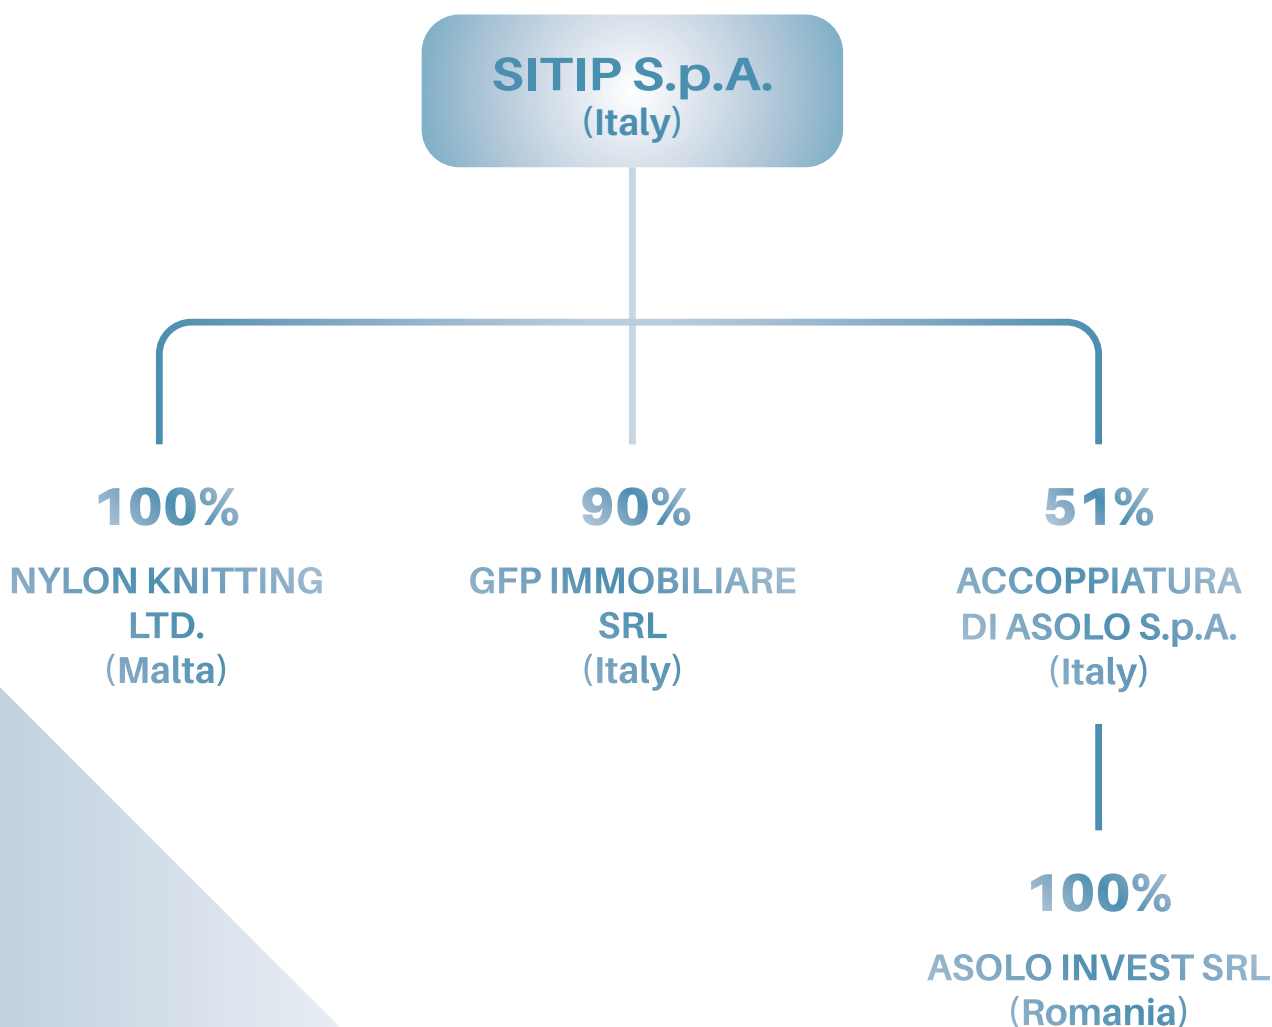 SITIP S.p.A.
(Italy)
100%
NYLON KNITTING
LTD.
(Malta)
90%
GFP IMMOBILIARE
SRL
(Italy)
51%
ACCOPPIATURA
DI ASOLO S.p.A.
(Italy)
100%
ASOLO INVEST SRL
(Romania)